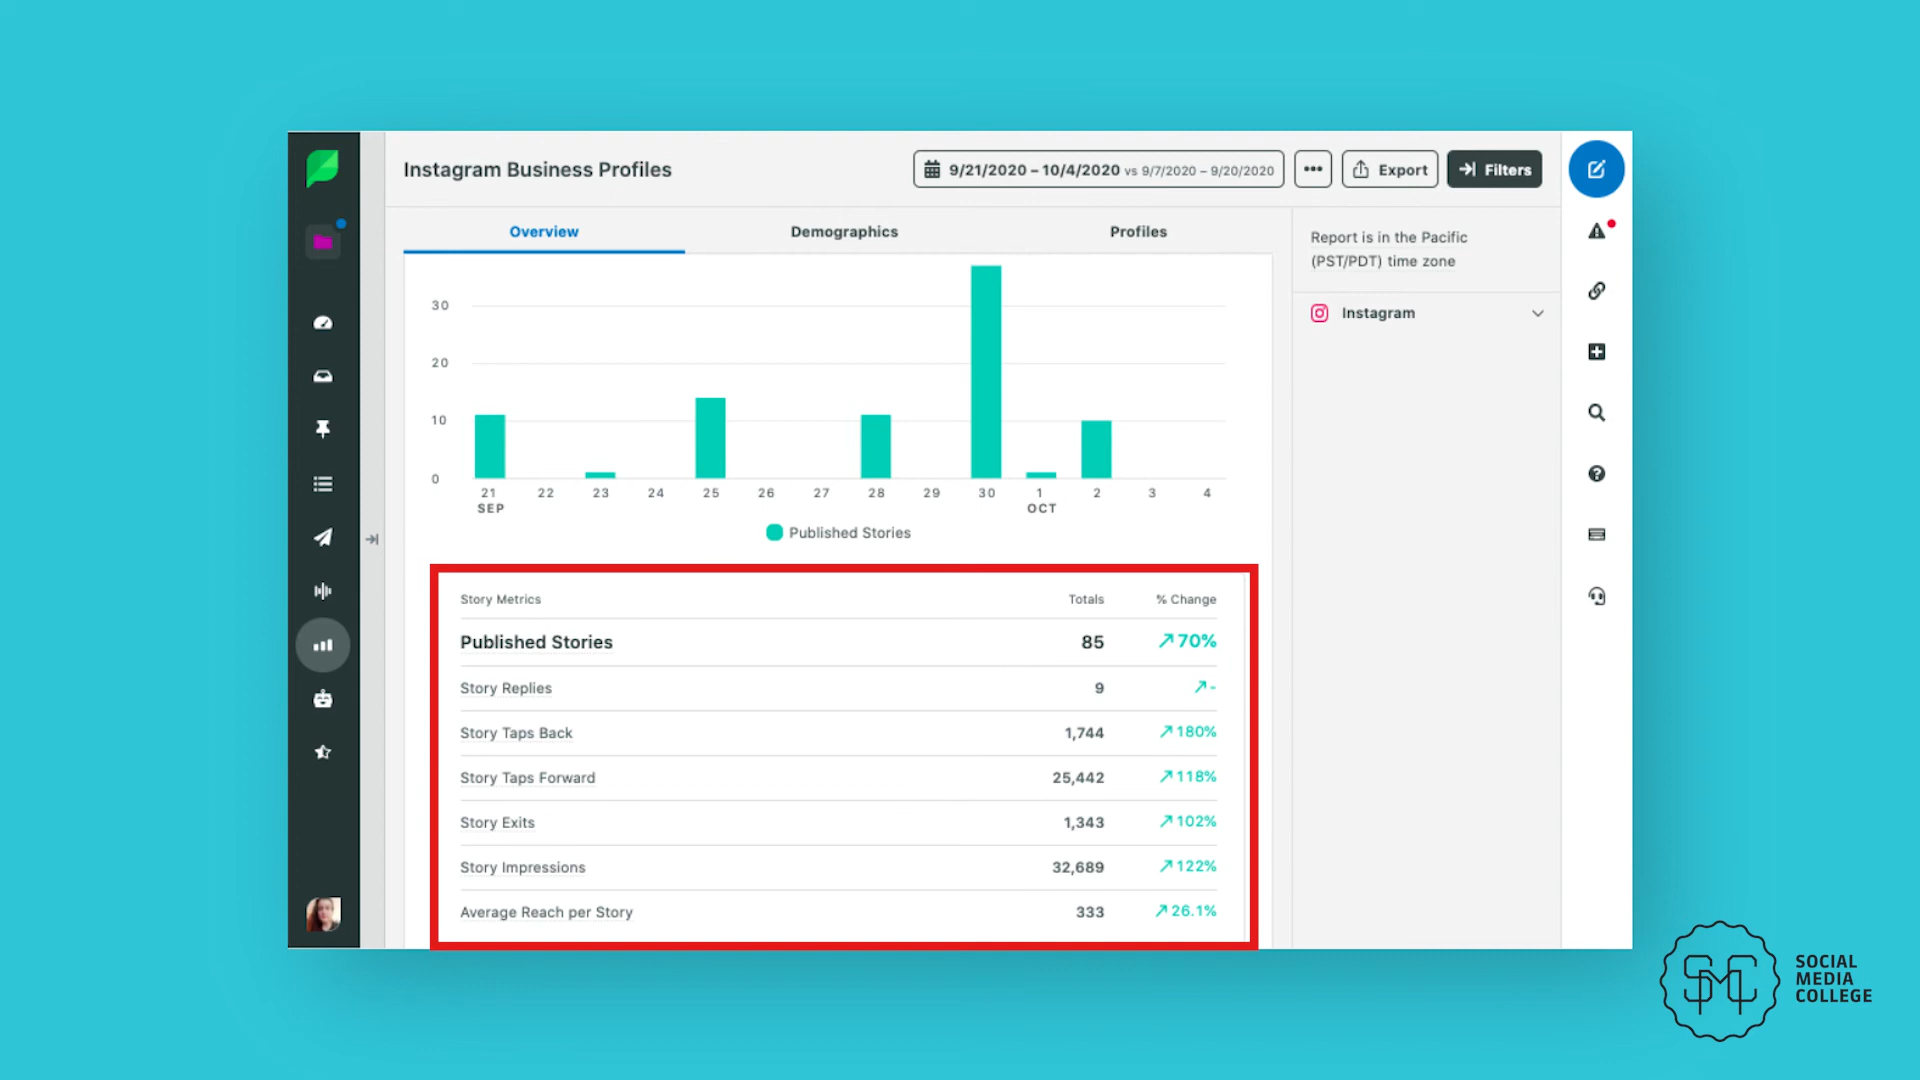 Instagram Business Profiles
9/21/2020 – 10/4/2020 vs 9/7/2020 – 9/20/2020
Export
Filters
Overview
Demographics
Profiles
Report is in the Pacific
(PST/PDT) time zone
Instagram
30
20
10
0
21 22 23 24 25 26 27 28 29 30 1 2 3 4
SEP OCT
Published Stories
Story Metrics Totals % Change
Published Stories 85 70%
Story Replies 9 -
Story Taps Back 1,744 180%
Story Taps Forward 25,442 118%
Story Exits 1,343 102%
Story Impressions 32,689 122%
Average Reach per Story 333 26.1%
SMC
SOCIAL
MEDIA
COLLEGE